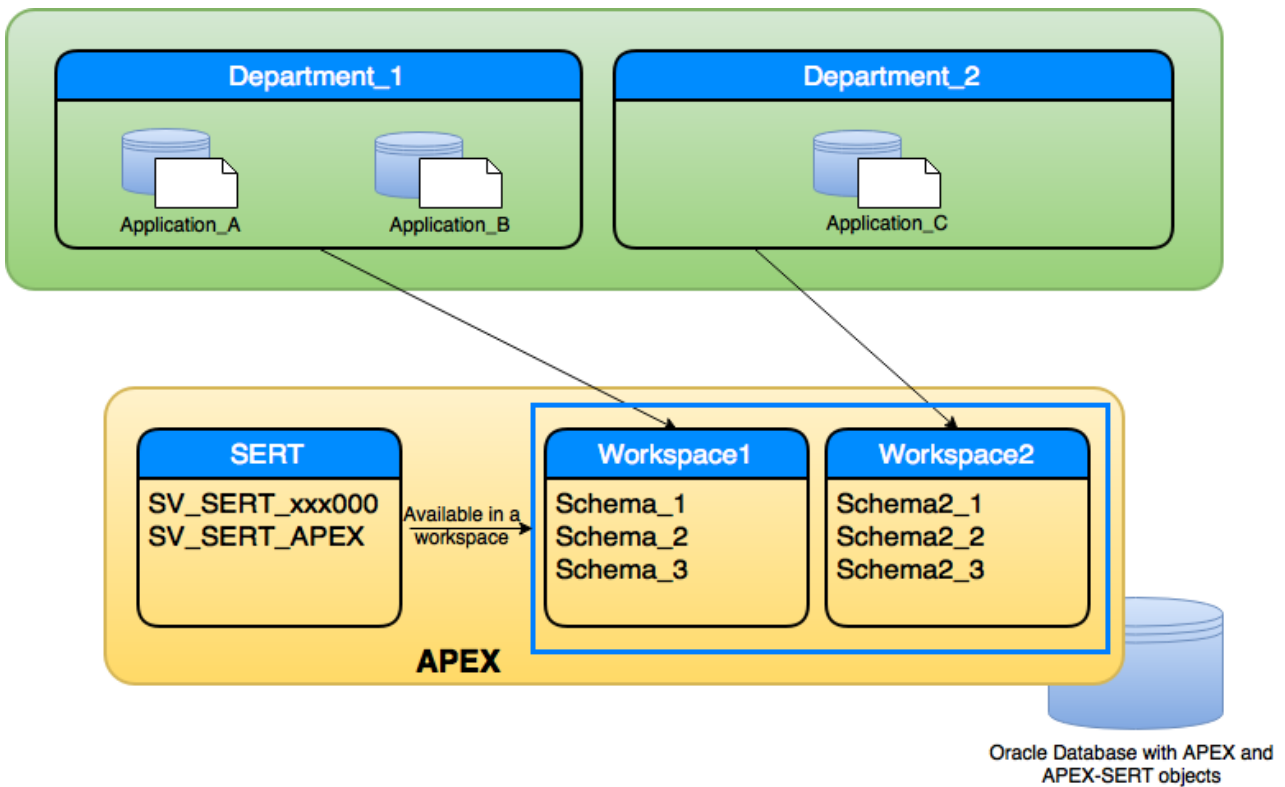 Department_1
Department_2
Application_A
Application_B
Application_C
SERT
SV_SERT_xxx000
SV_SERT_APEX
Available in a
workspace
Workspace1
Schema_1
Schema_2
Schema_3
Workspace2
Schema2_1
Schema2_2
Schema2_3
APEX
Oracle Database with APEX and
APEX-SERT objects